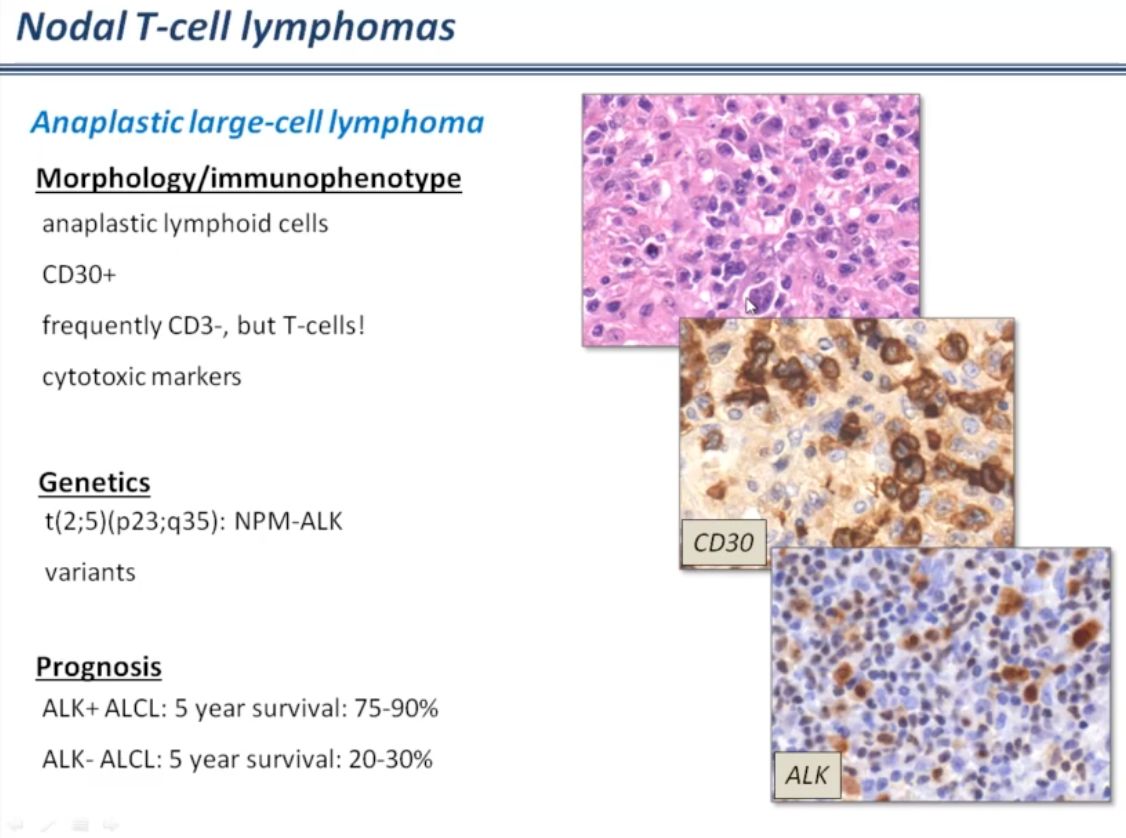 Nodal T-cell lymphomas
Anaplastic large-cell lymphoma
Morphology/immunophenotype
anaplastic lymphoid cells
CD30+
frequently CD3-, but T-cells!
cytotoxic markers
Genetics
t(2;5)(p23;q35): NPM-ALK
variants
Prognosis
ALK+ ALCL: 5 year survival: 75-90%
ALK- ALCL: 5 year survival: 20-30%
CD30
ALK